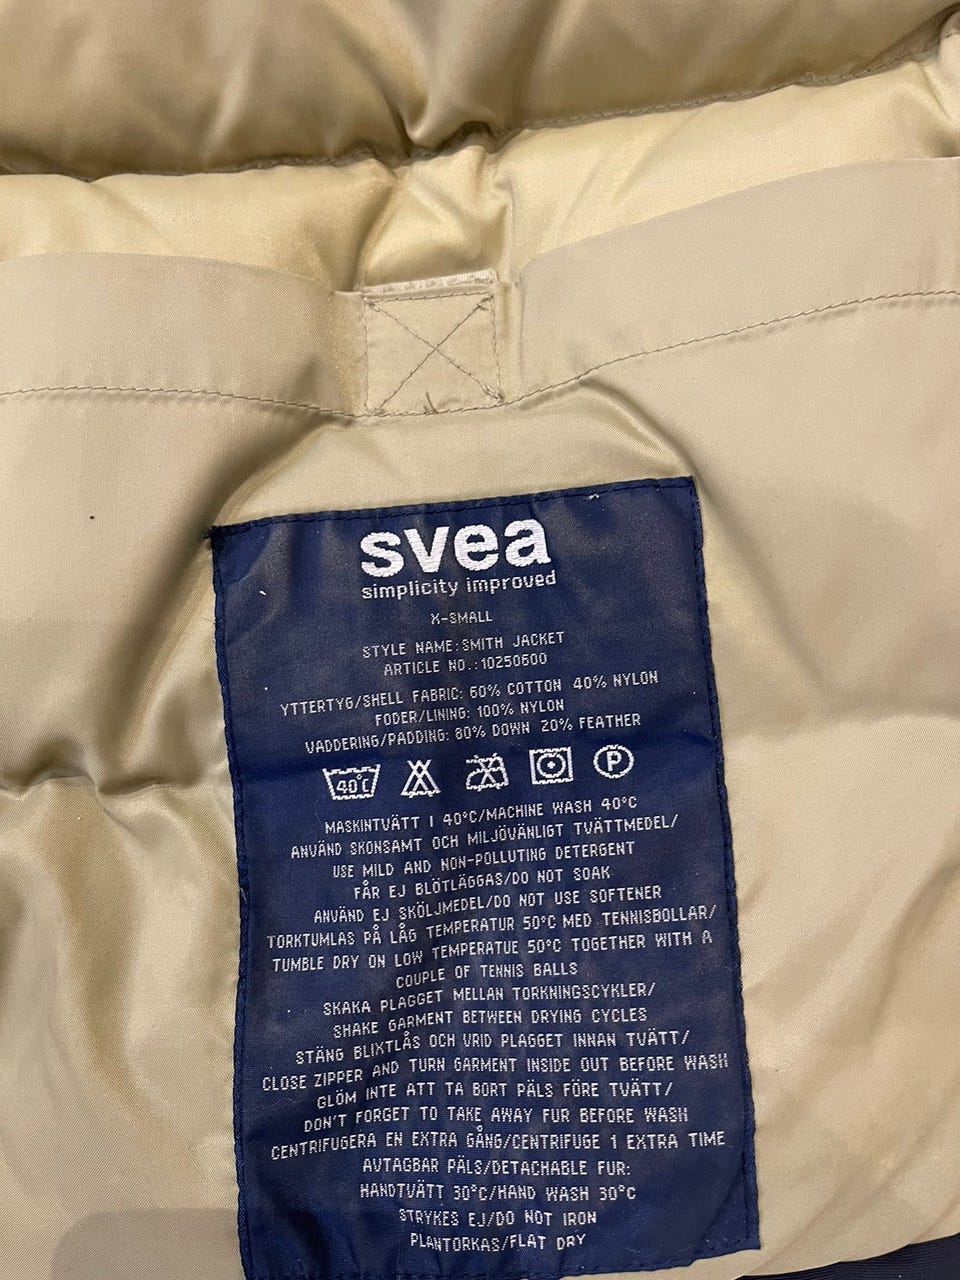 svea
simplicity improved
X-SMALL
STYLE NAME:SMITH JACKET
ARTICLE NO.:10250600
YTTERTYG/SHELL FABRIC: 60% COTTON 40% NYLON
FODER/LINING: 100% NYLON
VADDERING/PADDING: 80% DOWN 20% FEATHER
40°C P
MASKINTVÄTT I 40°C/MACHINE WASH 40°C
ANVÄND SKONSAMT OCH MILJÖVÄNLIGT TVÄTTMEDEL/
USE MILD AND NON-POLLUTING DETERGENT
FÅR EJ BLÖTLÄGGAS/DO NOT SOAK
ANVÄND EJ SKÖLJMEDEL/DO NOT USE SOFTENER
TORKTUMLAS PÅ LÅG TEMPERATUR 50°C MED TENNISBOLLAR/
TUMBLE DRY ON LOW TEMPERATUE 50°C TOGETHER WITH A
COUPLE OF TENNIS BALLS
SKAKA PLAGGET MELLAN TORKNINGSCYKLER/
SHAKE GARMENT BETWEEN DRYING CYCLES
STÄNG BLIXTLÅS OCH VRID PLAGGET INNAN TVÄTT/
CLOSE ZIPPER AND TURN GARMENT INSIDE OUT BEFORE WASH
GLÖM INTE ATT TA BORT PÄLS FÖRE TVÄTT/
DON'T FORGET TO TAKE AWAY FUR BEFORE WASH
CENTRIFUGERA EN EXTRA GÅNG/CENTRIFUGE 1 EXTRA TIME
AVTAGBAR PÄLS/DETACHABLE FUR:
HANDTVÄTT 30°C/HAND WASH 30°C
STRYKES EJ/DO NOT IRON
PLANTORKAS/FLAT DRY